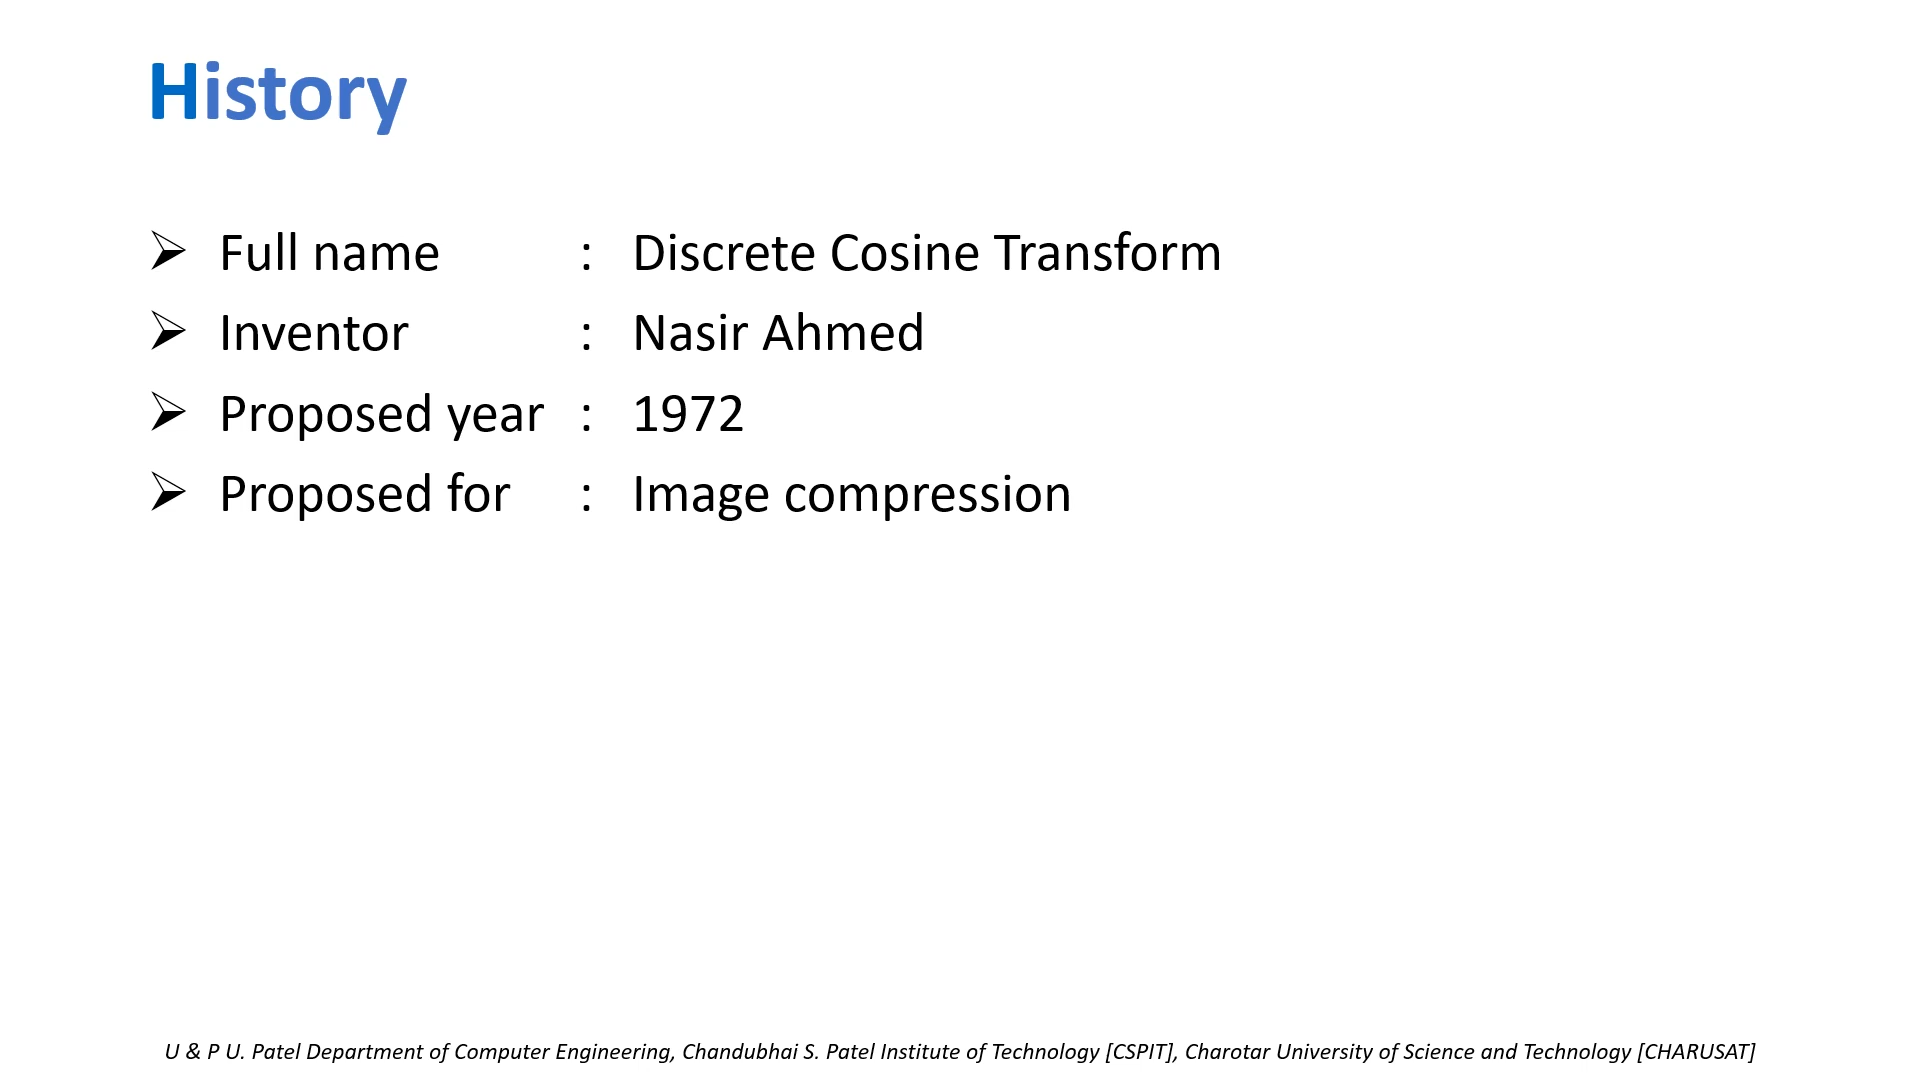 History
➢ Full name : Discrete Cosine Transform
➢ Inventor : Nasir Ahmed
➢ Proposed year : 1972
➢ Proposed for : Image compression
U & P U. Patel Department of Computer Engineering, Chandubhai S. Patel Institute of Technology [CSPIT], Charotar University of Science and Technology [CHARUSAT]